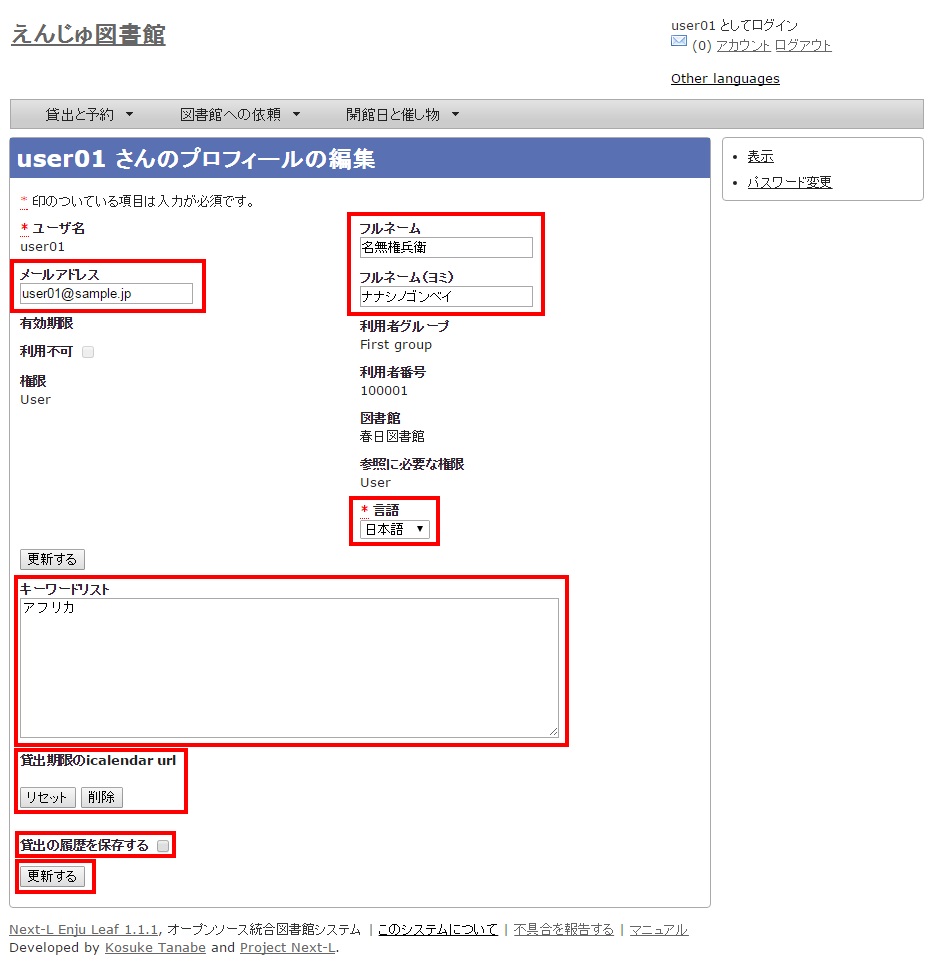 えんじゅ図書館
user01 としてログイン
(0) アカウント ログアウト
Other languages
貸出と予約 ▼ 図書館への依頼 ▼ 開館日と催し物 ▼
user01 さんのプロフィールの編集
• 表示
• パスワード変更
* 印のついている項目は入力が必須です。
* ユーザ名
user01
メールアドレス
user01@sample.jp
有効期限
利用不可
権限
User
フルネーム
名無権兵衛
フルネーム(ヨミ)
ナナシノゴンベイ
利用者グループ
First group
利用者番号
100001
図書館
春日図書館
参照に必要な権限
User
* 言語
日本語 ▼
更新する
キーワードリスト
アフリカ
貸出期限のicalendar url
リセット 削除
貸出の履歴を保存する
更新する
Next-L Enju Leaf 1.1.1, オープンソース統合図書館システム | このシステムについて | 不具合を報告する | マニュアル
Developed by Kosuke Tanabe and Project Next-L.